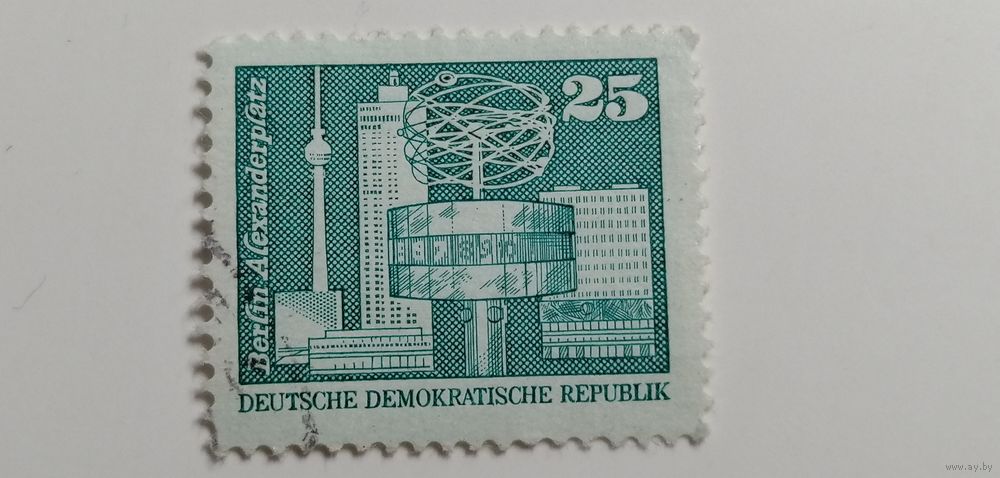 Berlin Alexanderplatz
25
DEUTSCHE DEMOKRATISCHE REPUBLIK
www.ay.by